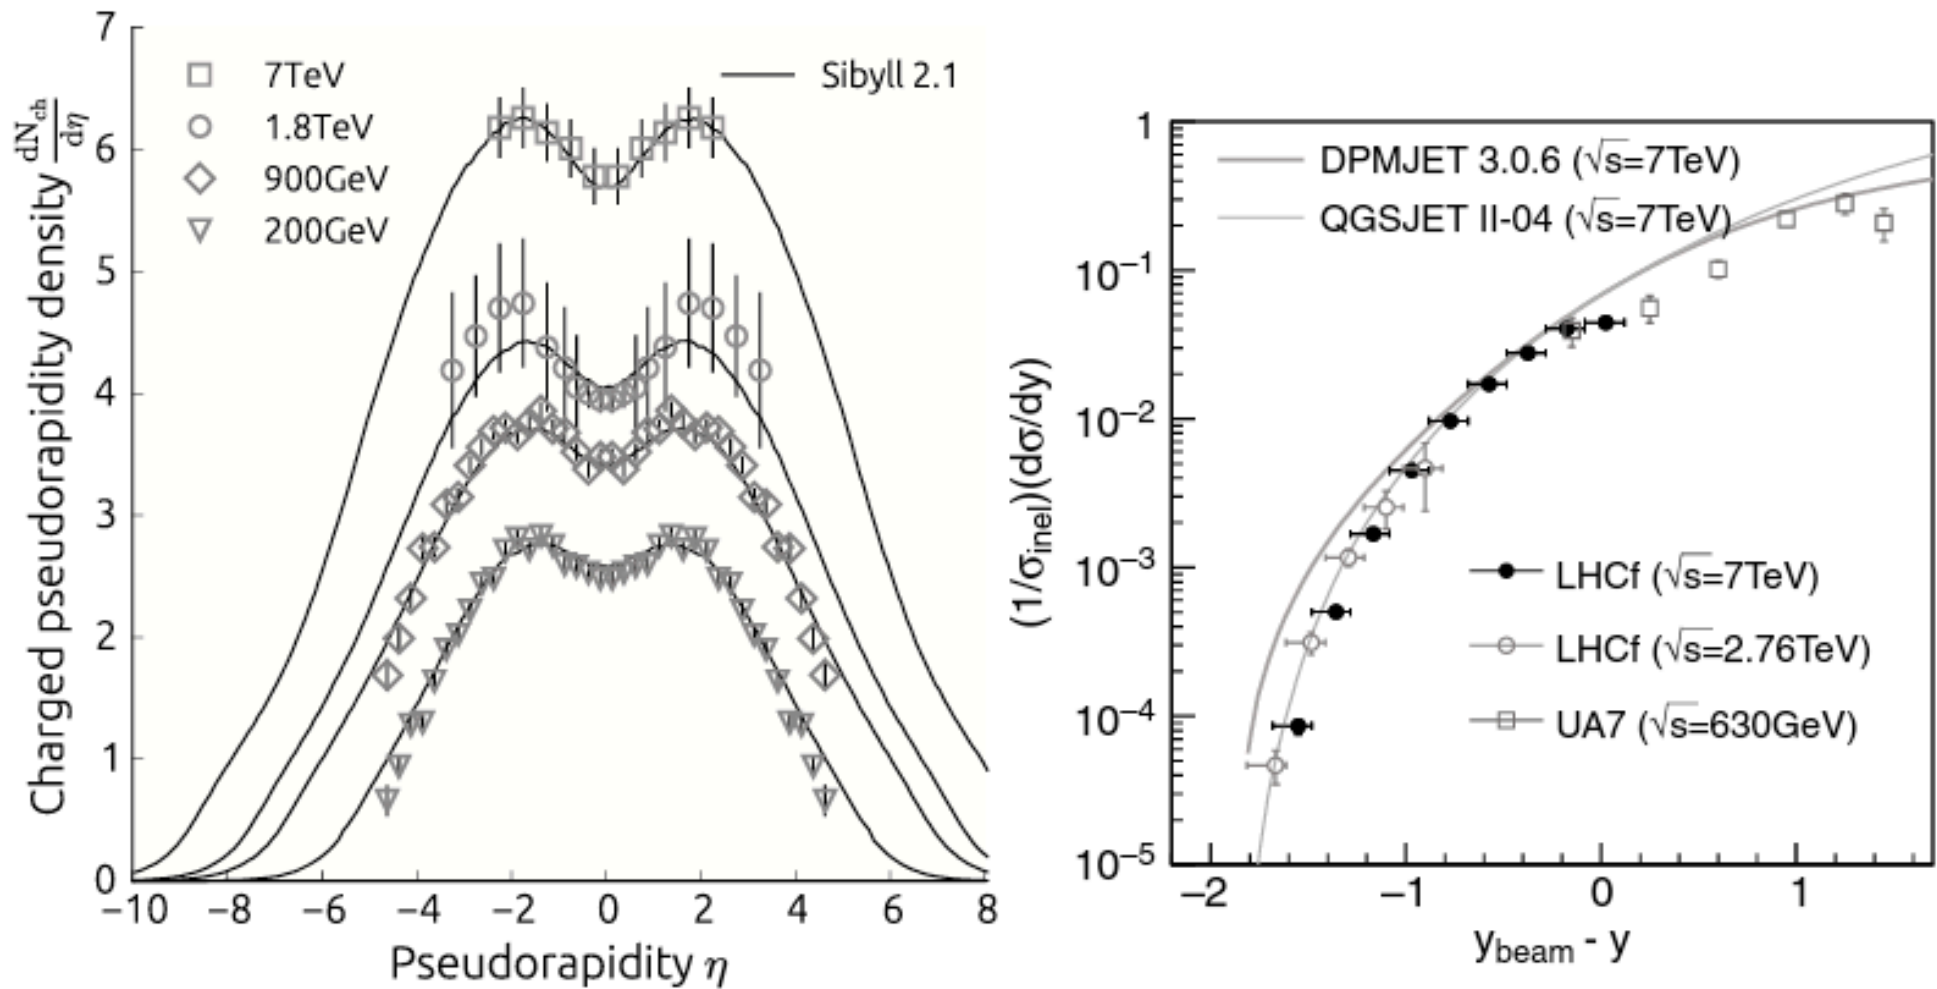 7
6
5
4
3
2
1
0
Charged pseudorapidity density dN_ch/dη
7TeV
1.8TeV
900GeV
200GeV
Sibyll 2.1
−10 −8 −6 −4 −2 0 2 4 6 8
Pseudorapidity η
1
10⁻¹
10⁻²
10⁻³
10⁻⁴
10⁻⁵
(1/σ_inel)(dσ/dy)
DPMJET 3.0.6 (√s=7TeV)
QGSJET II-04 (√s=7TeV)
LHCf (√s=7TeV)
LHCf (√s=2.76TeV)
UA7 (√s=630GeV)
−2 −1 0 1
y_beam - y